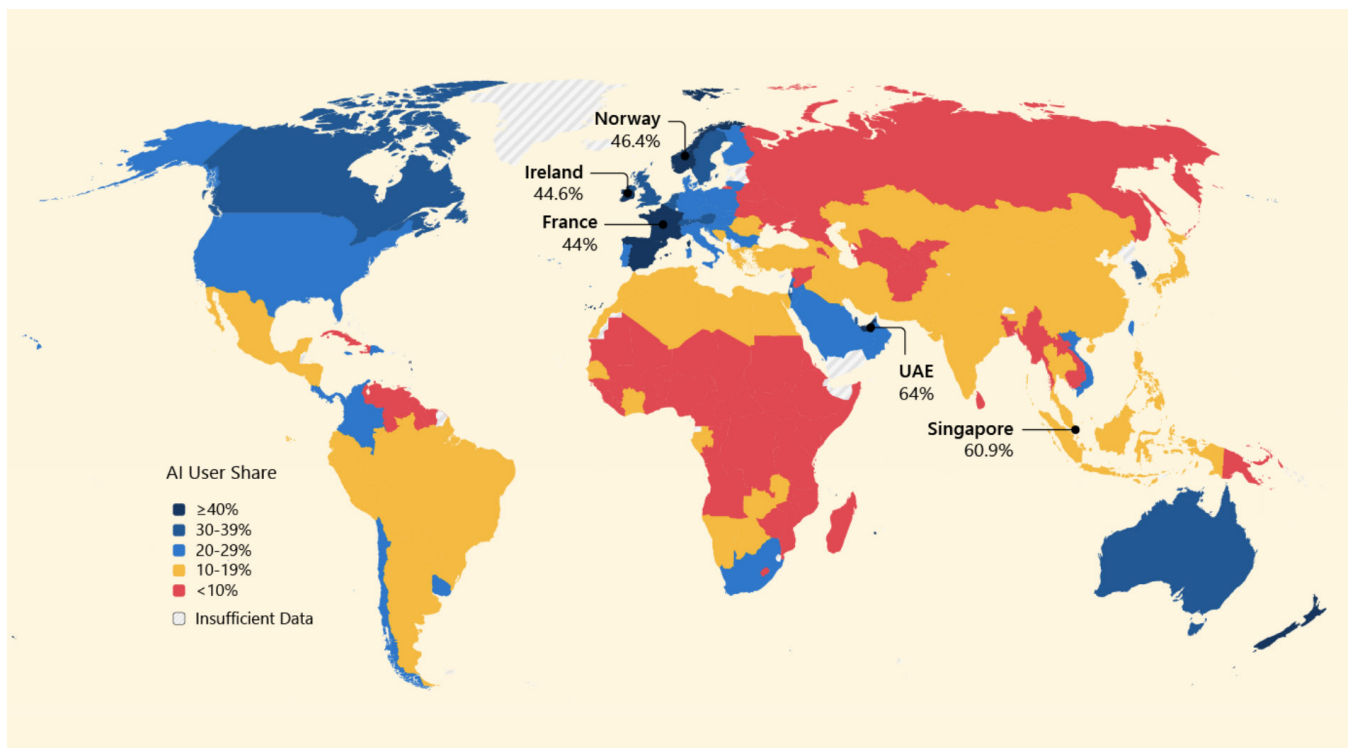 Norway
46.4%
Ireland
44.6%
France
44%
UAE
64%
Singapore
60.9%
AI User Share
≥40%
30-39%
20-29%
10-19%
<10%
Insufficient Data